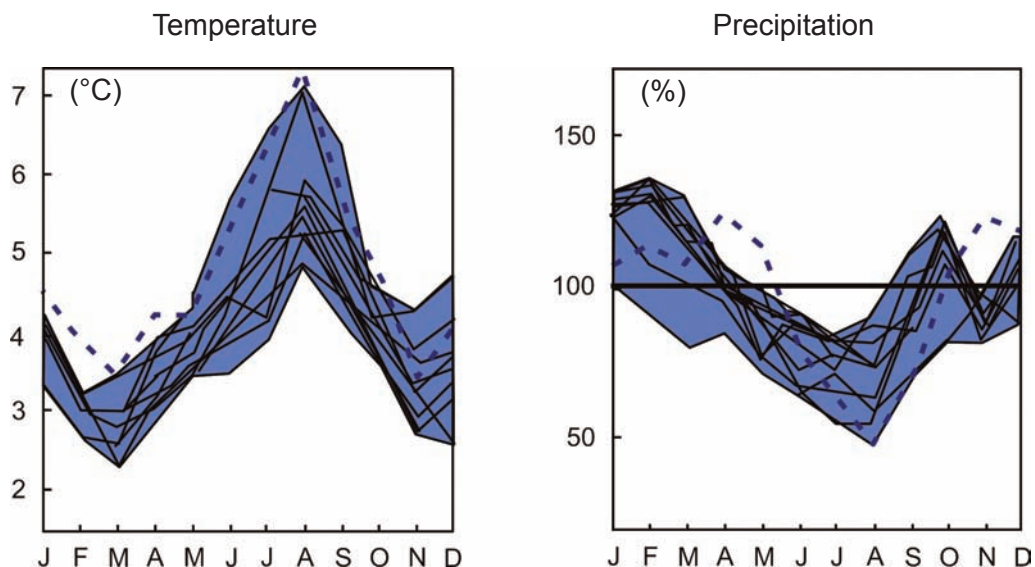 Temperature
(°C)
7
6
5
4
3
2
J F M A M J J A S O N D
Precipitation
(%)
150
100
50
J F M A M J J A S O N D